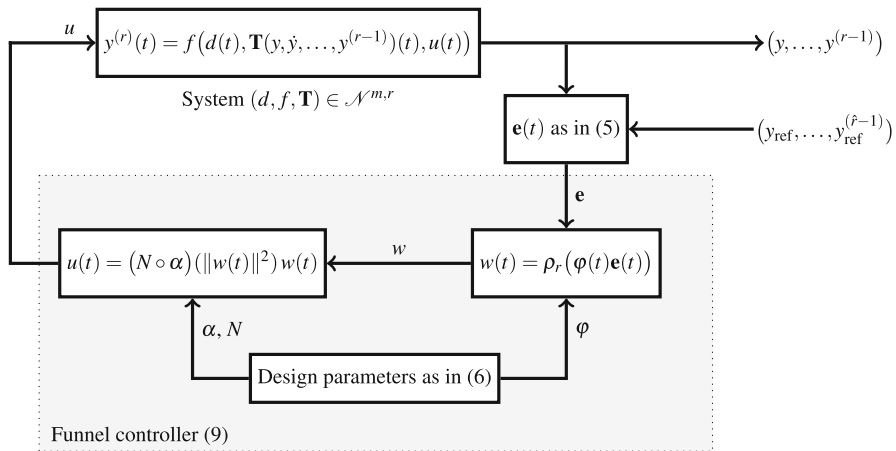 u
y^{(r)}(t) = f(d(t), T(y, ẏ, . . . , y^{(r−1)})(t), u(t))
(y, . . . , y^{(r−1)})
System (d, f, T) ∈ 𝒩^{m,r}
e(t) as in (5)
(y_ref, . . . , y_ref^{(r̂−1)})
e
u(t) = (N ∘ α)(‖w(t)‖²) w(t)
w
w(t) = ρ_r(φ(t)e(t))
α, N
φ
Design parameters as in (6)
Funnel controller (9)